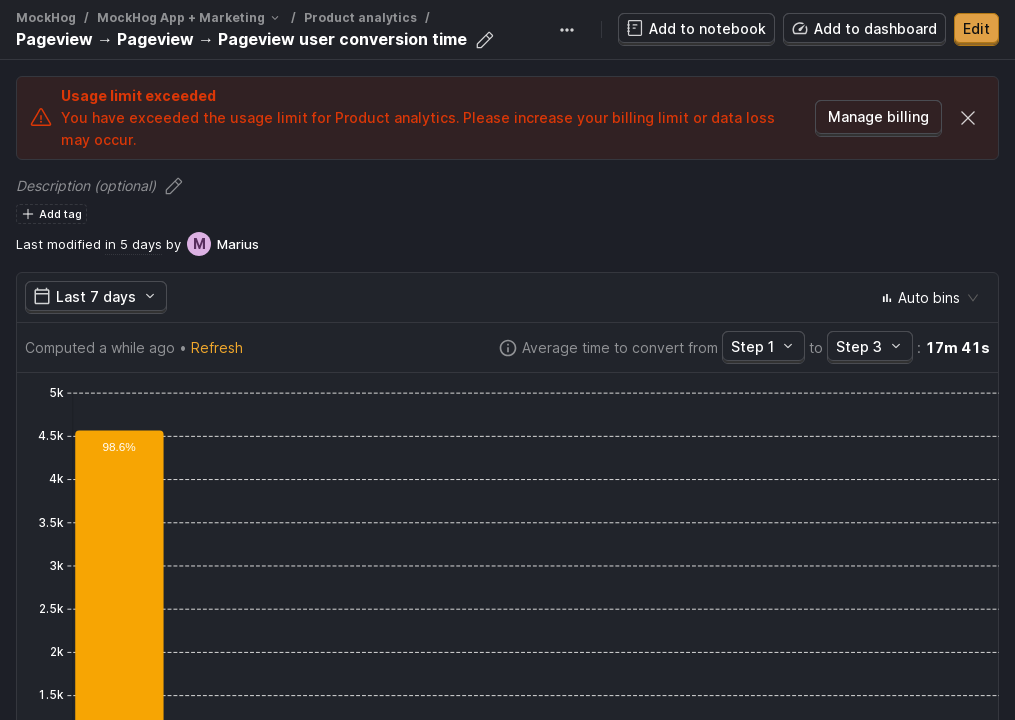 MockHog / MockHog App + Marketing / Product analytics /
Pageview → Pageview → Pageview user conversion time
Add to notebook
Add to dashboard
Edit
Usage limit exceeded
You have exceeded the usage limit for Product analytics. Please increase your billing limit or data loss
may occur.
Manage billing
Description (optional)
Add tag
Last modified in 5 days by M Marius
Last 7 days
Auto bins
Computed a while ago • Refresh
Average time to convert from Step 1 to Step 3 : 17m 41s
5k
4.5k
98.6%
4k
3.5k
3k
2.5k
2k
1.5k